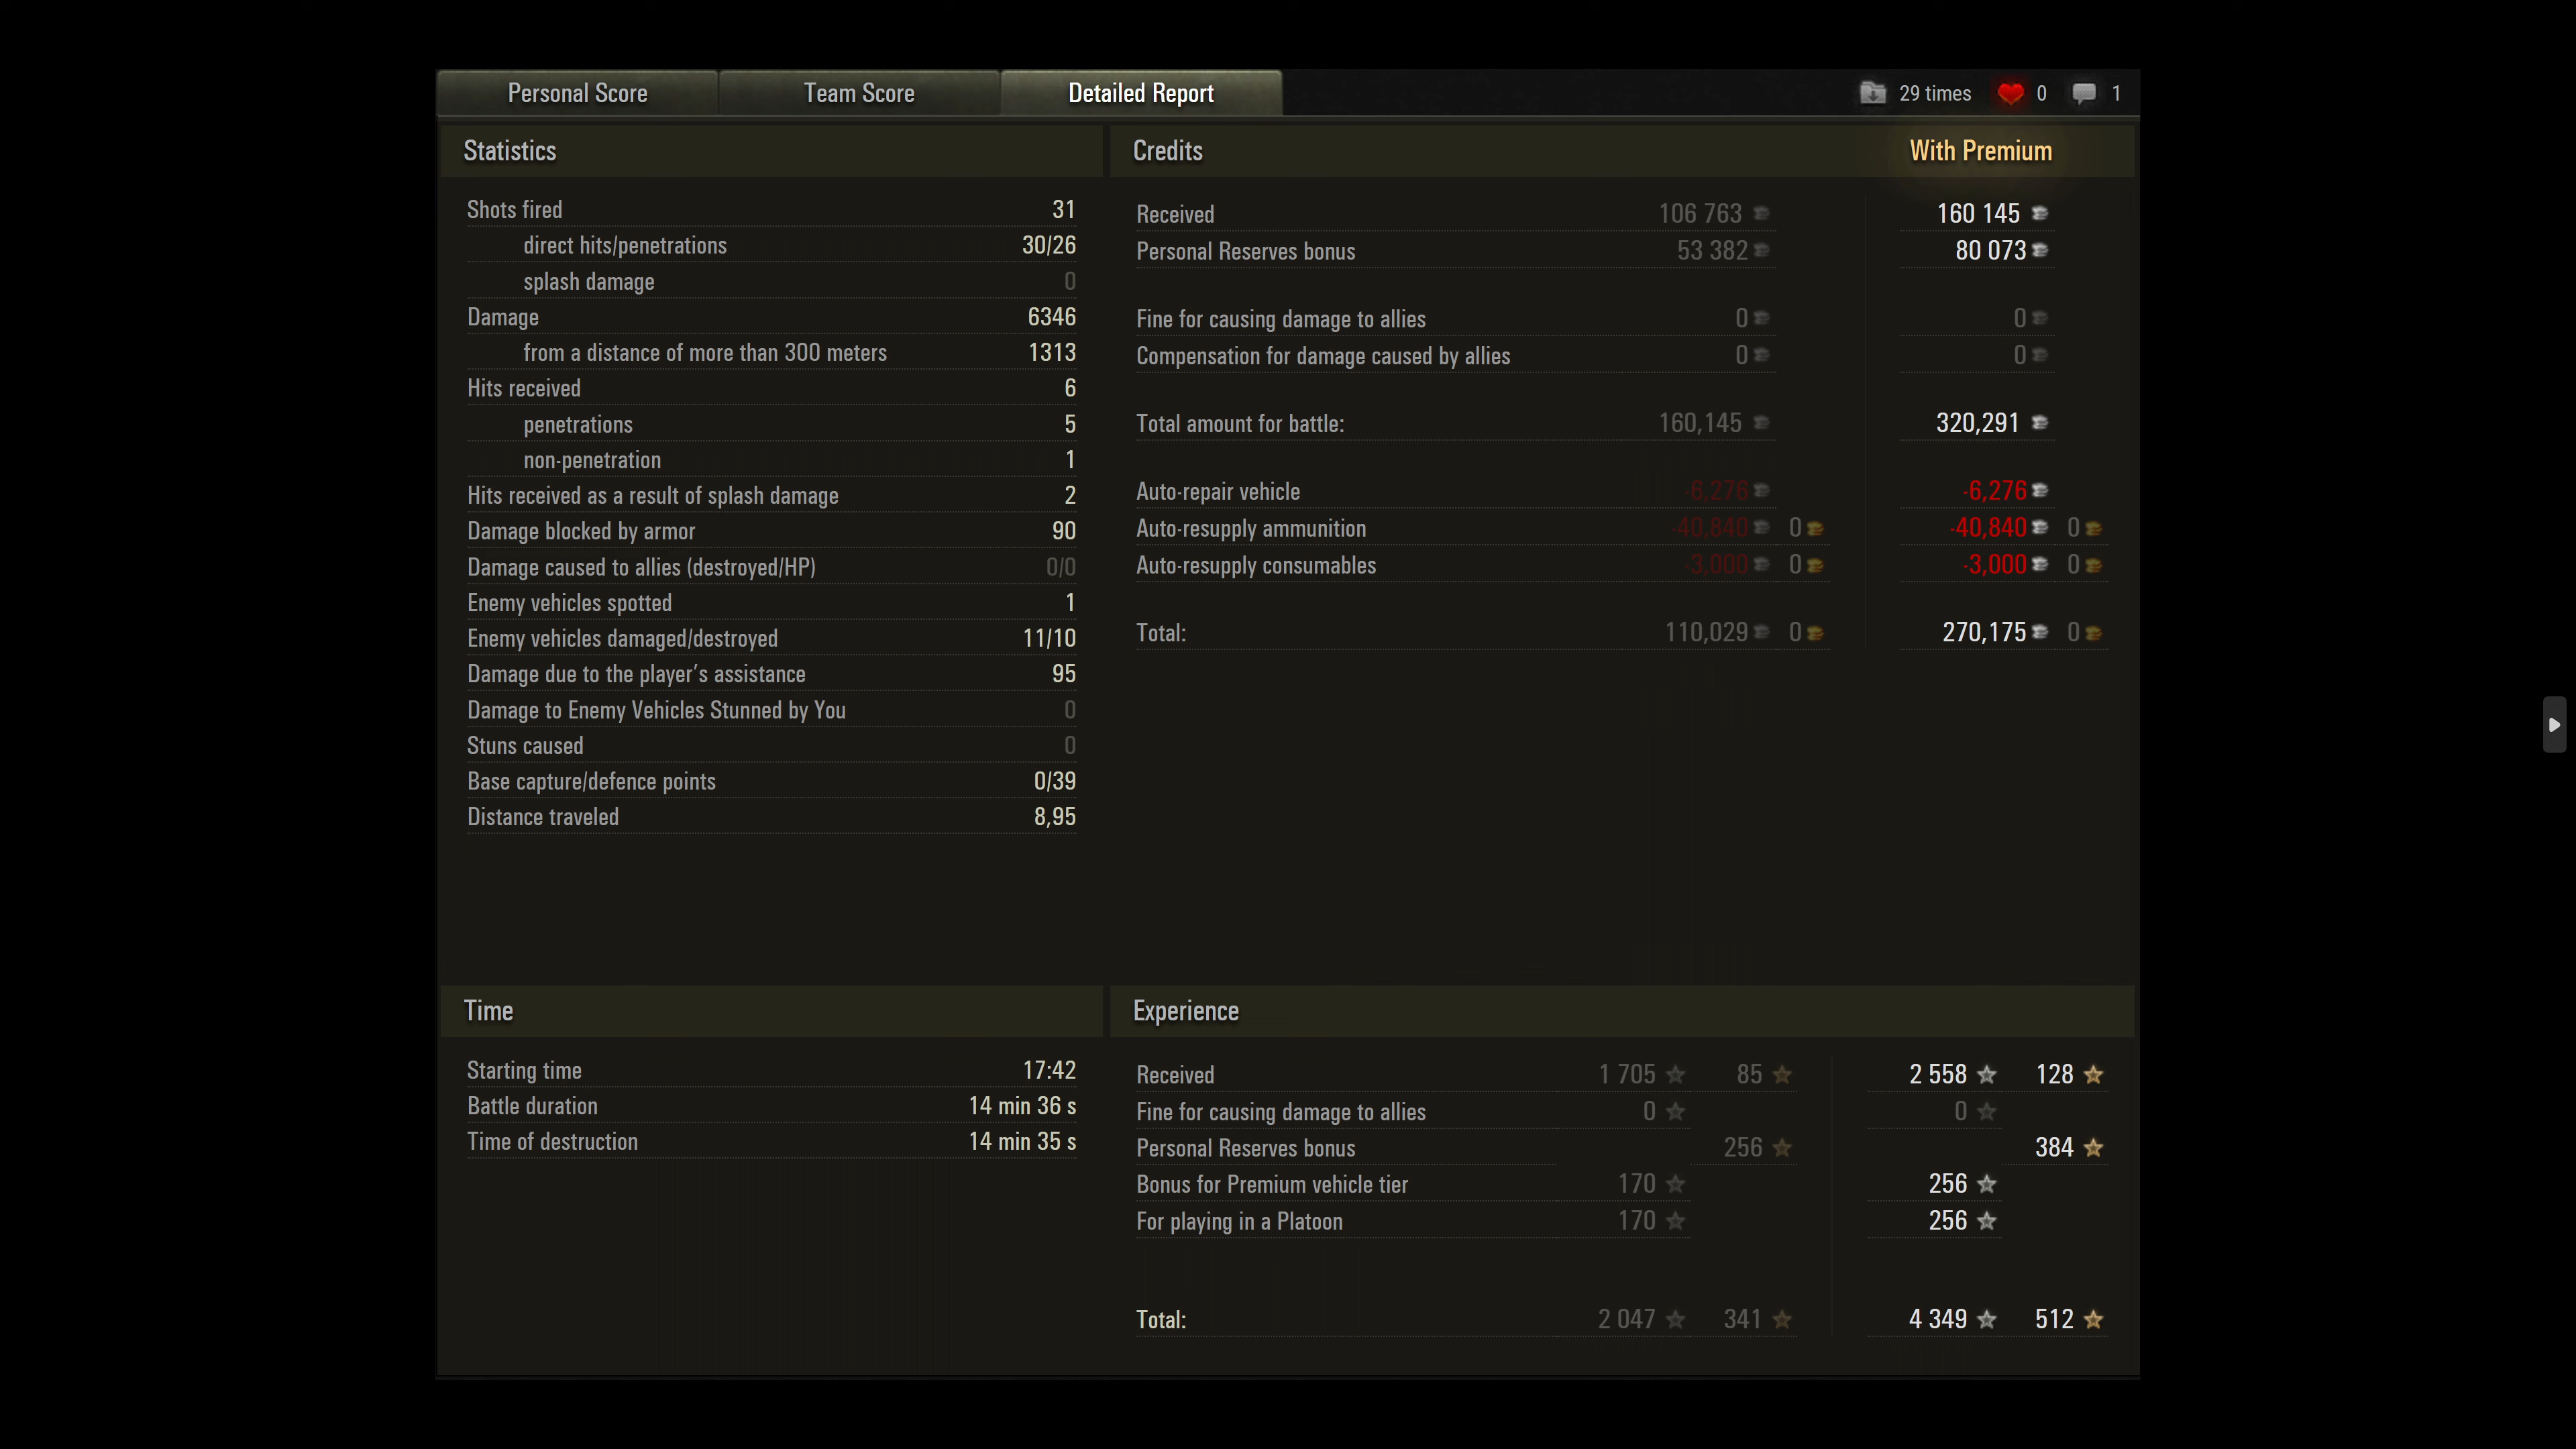 Personal Score Team Score Detailed Report 29 times 0 1
Statistics
Shots fired 31
direct hits/penetrations 30/26
splash damage 0
Damage 6346
from a distance of more than 300 meters 1313
Hits received 6
penetrations 5
non-penetration 1
Hits received as a result of splash damage 2
Damage blocked by armor 90
Damage caused to allies (destroyed/HP) 0/0
Enemy vehicles spotted 1
Enemy vehicles damaged/destroyed 11/10
Damage due to the player's assistance 95
Damage to Enemy Vehicles Stunned by You 0
Stuns caused 0
Base capture/defence points 0/39
Distance traveled 8,95
Credits With Premium
Received 106 763 160 145
Personal Reserves bonus 53 382 80 073
Fine for causing damage to allies 0 0
Compensation for damage caused by allies 0 0
Total amount for battle: 160,145 320,291
Auto-repair vehicle -6,276 -6,276
Auto-resupply ammunition -40,840 0 -40,840 0
Auto-resupply consumables -3,000 0 -3,000 0
Total: 110,029 0 270,175 0
Time
Starting time 17:42
Battle duration 14 min 36 s
Time of destruction 14 min 35 s
Experience
Received 1 705 85 2 558 128
Fine for causing damage to allies 0 0
Personal Reserves bonus 256 384
Bonus for Premium vehicle tier 170 256
For playing in a Platoon 170 256
Total: 2 047 341 4 349 512